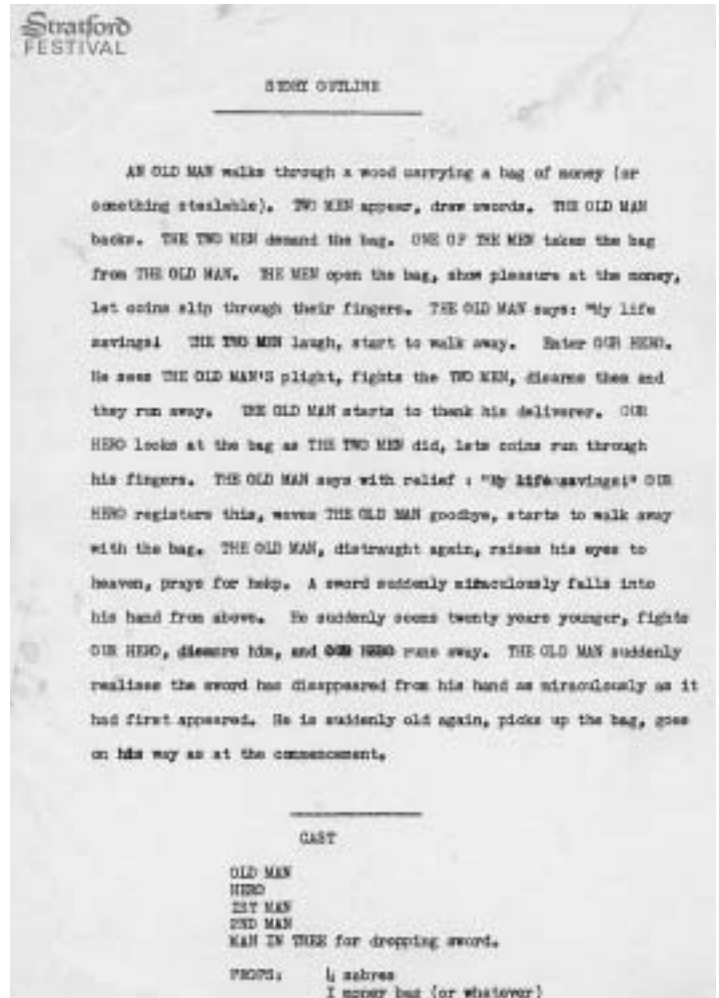 Stratford
FESTIVAL
STORY OUTLINE
AN OLD MAN walks through a wood carrying a bag of money (or
something stealable). TWO MEN appear, draw swords. THE OLD MAN
backs. THE TWO MEN demand the bag. ONE OF THE MEN takes the bag
from THE OLD MAN. THE MEN open the bag, show pleasure at the money,
let coins slip through their fingers. THE OLD MAN says: "My life
savings! THE TWO MEN laugh, start to walk away. Enter OUR HERO.
He sees THE OLD MAN'S plight, fights the TWO MEN, disarms them and
they run away. THE OLD MAN starts to thank his deliverer. OUR
HERO looks at the bag as THE TWO MEN did, lets coins run through
his fingers. THE OLD MAN says with relief : "My life savings!" OUR
HERO registers this, waves THE OLD MAN goodbye, starts to walk away
with the bag. THE OLD MAN, distraught again, raises his eyes to
heaven, prays for help. A sword suddenly miraculously falls into
his hand from above. He suddenly seems twenty years younger, fights
OUR HERO, disarms him, and OUR HERO runs away. THE OLD MAN suddenly
realises the sword has disappeared from his hand as miraculously as it
had first appeared. He is suddenly old again, picks up the bag, goes
on his way as at the commencement.
CAST
OLD MAN
HERO
1ST MAN
2ND MAN
MAN IN TREE for dropping sword.
PROPS: 4 sabres
I money bag (or whatever)